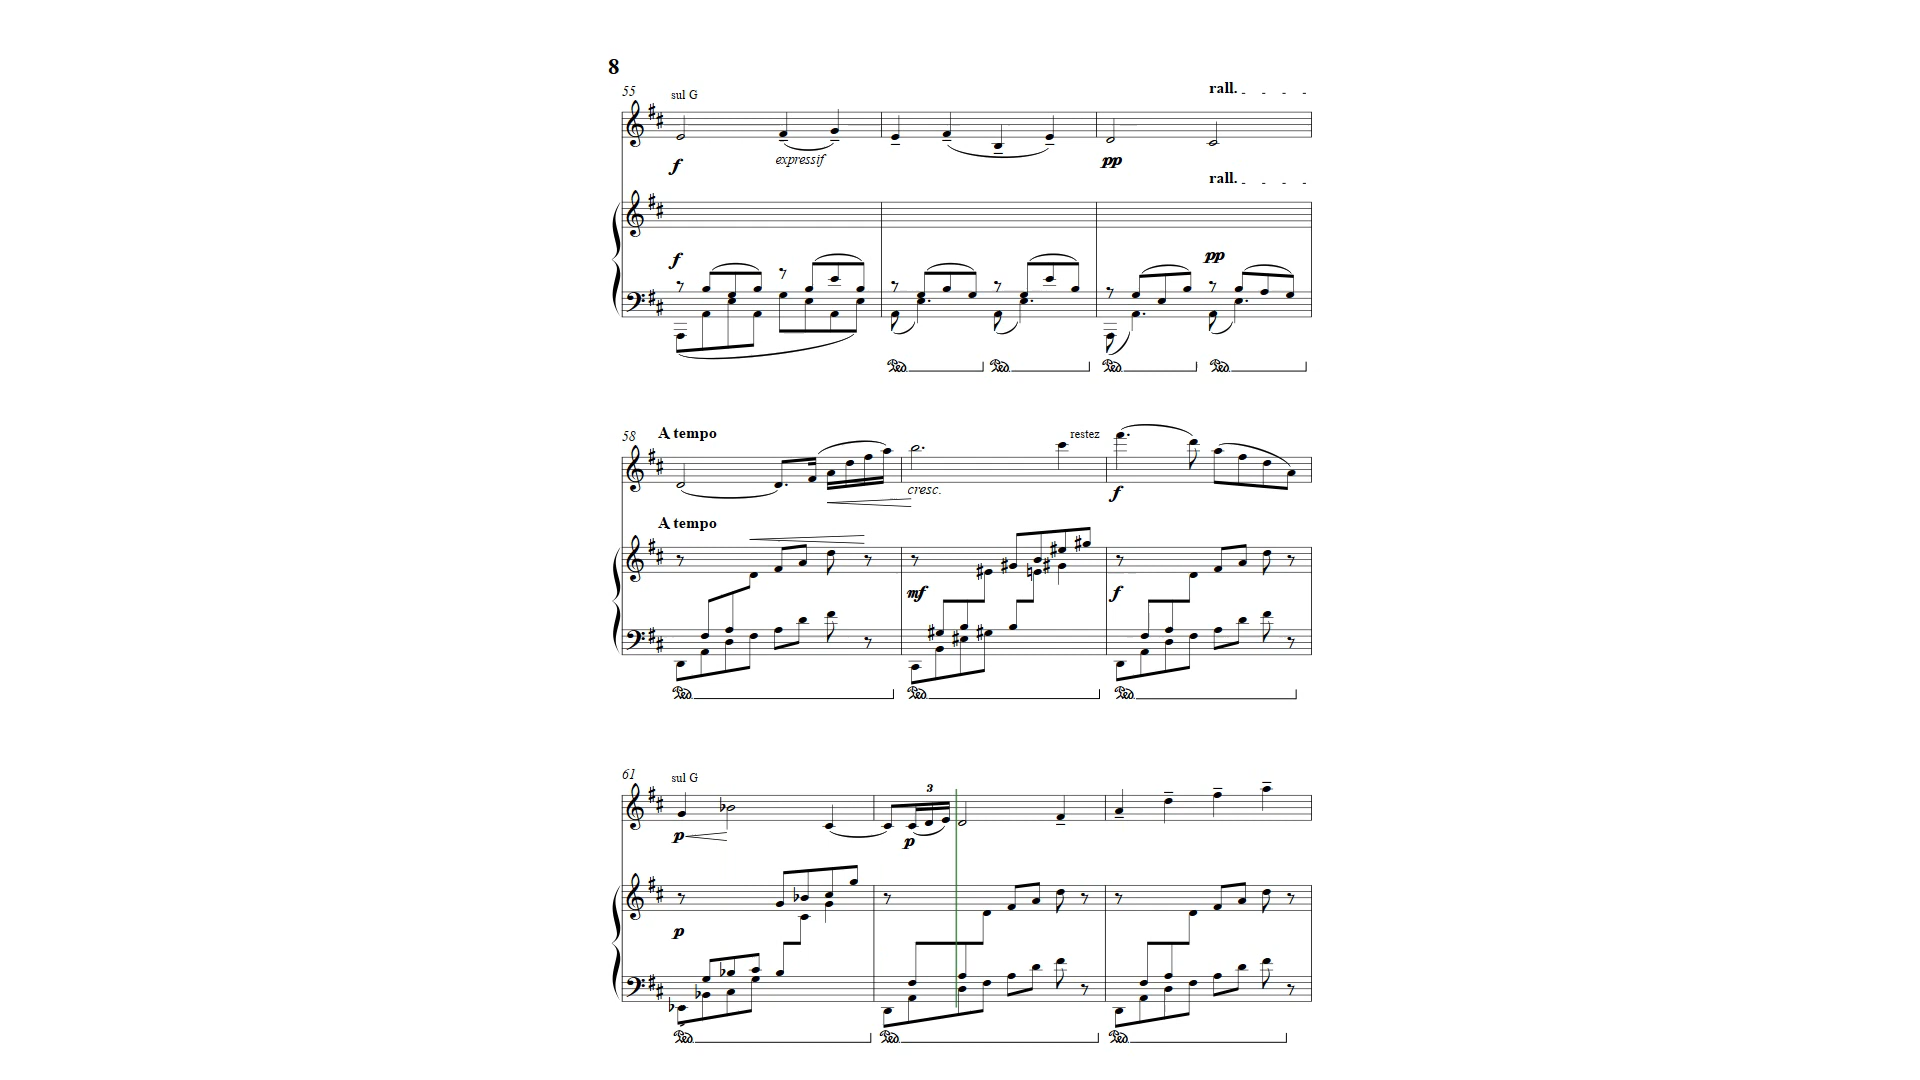 8
rall.
55
sul G
expressif
f
pp
rall.
f
pp
58
A tempo
restez
cresc.
f
A tempo
mf
f
61
sul G
3
p
p
p